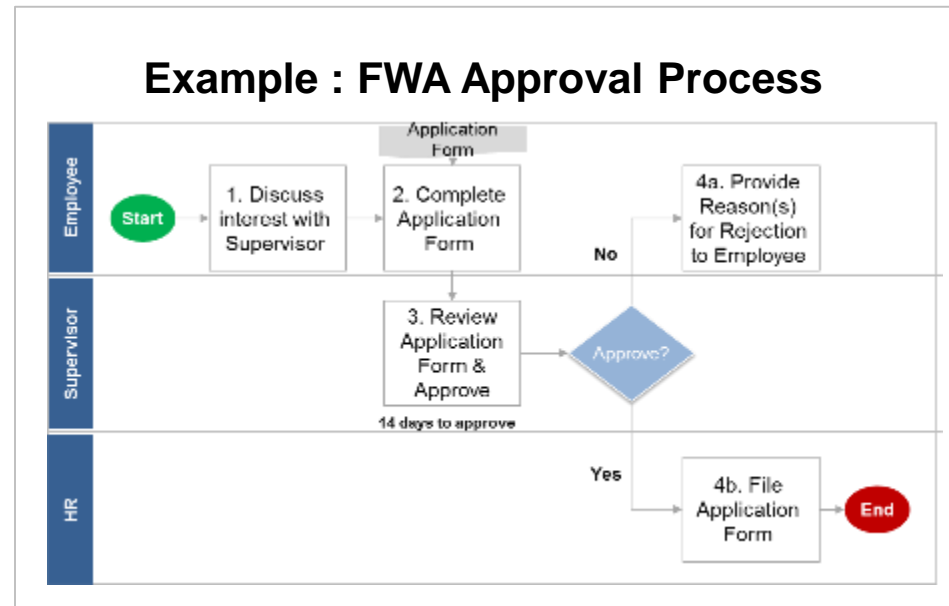 Example : FWA Approval Process
Employee
Start
1. Discuss
interest with
Supervisor
Application
Form
2. Complete
Application
Form
4a. Provide
Reason(s)
for Rejection
to Employee
No
Supervisor
3. Review
Application
Form &
Approve
14 days to approve
Approve?
HR
Yes
4b. File
Application
Form
End